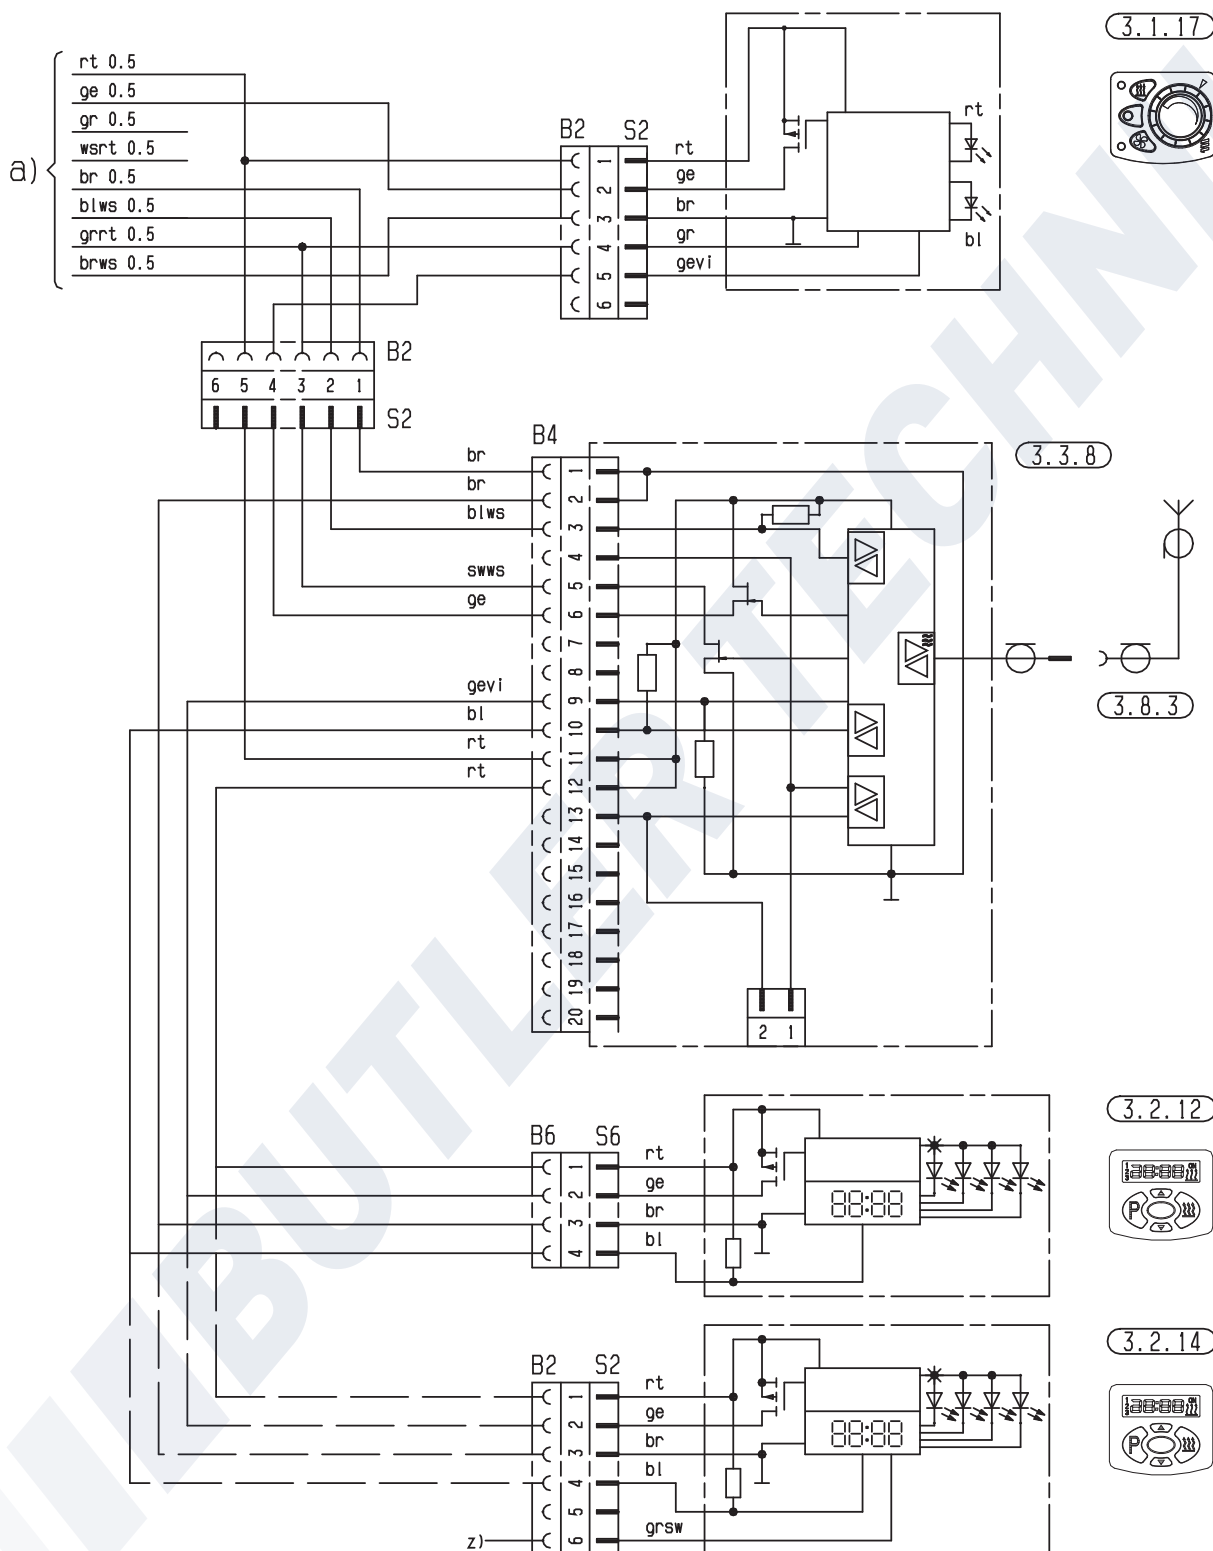 3.1.17
a)
rt 0.5
ge 0.5
gr 0.5
wsrt 0.5
br 0.5
blws 0.5
grrt 0.5
brws 0.5
B2 S2
1 rt
2 ge
3 br
4 gr
5 gevi
6
rt
bl
B2
6 5 4 3 2 1
S2
B4
3.3.8
br 1
br 2
blws 3
4
swws 5
ge 6
7
8
gevi 9
bl 10
rt 11
rt 12
13
14
15
16
17
18
19
20
2 1
3.8.3
B6 S6
1 rt
2 ge
3 br
4 bl
88:88
3.2.12
P
B2 S2
1 rt
2 ge
3 br
4 bl
5
z) 6 grsw
88:88
3.2.14
P
BUTLER TECHNI